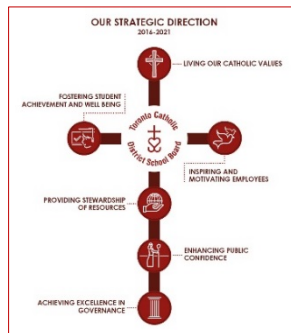 OUR STRATEGIC DIRECTION
2016-2021
LIVING OUR CATHOLIC VALUES
FOSTERING STUDENT
ACHIEVEMENT AND WELL BEING
Toronto Catholic
District School Board
INSPIRING AND
MOTIVATING EMPLOYEES
PROVIDING STEWARDSHIP
OF RESOURCES
ENHANCING PUBLIC
CONFIDENCE
ACHIEVING EXCELLENCE IN
GOVERNANCE